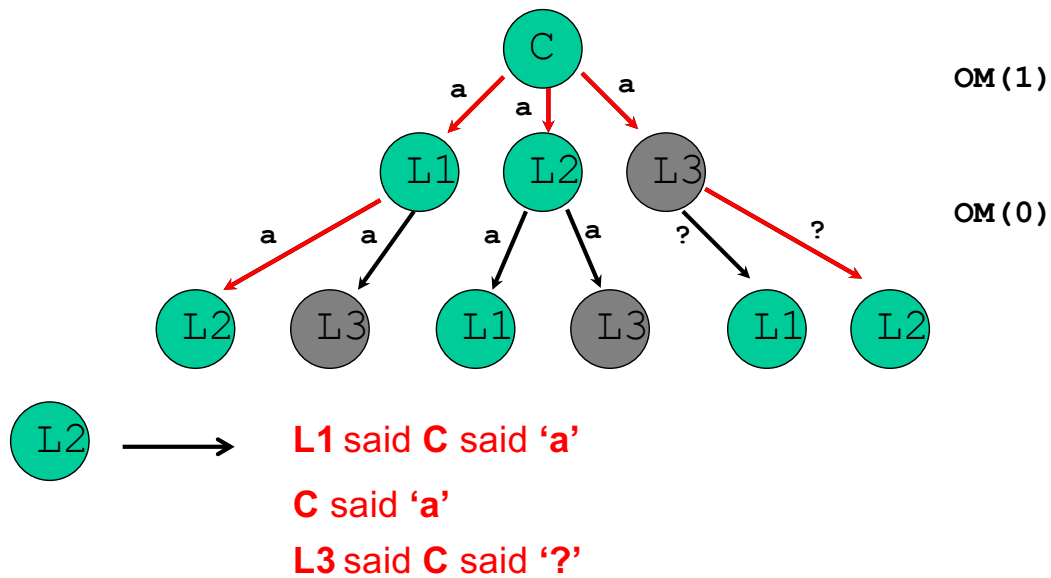 C
OM(1)
a a a
L1 L2 L3
OM(0)
a a a a ? ?
L2 L3 L1 L3 L1 L2
L2
L1 said C said ‘a’
C said ‘a’
L3 said C said ‘?’